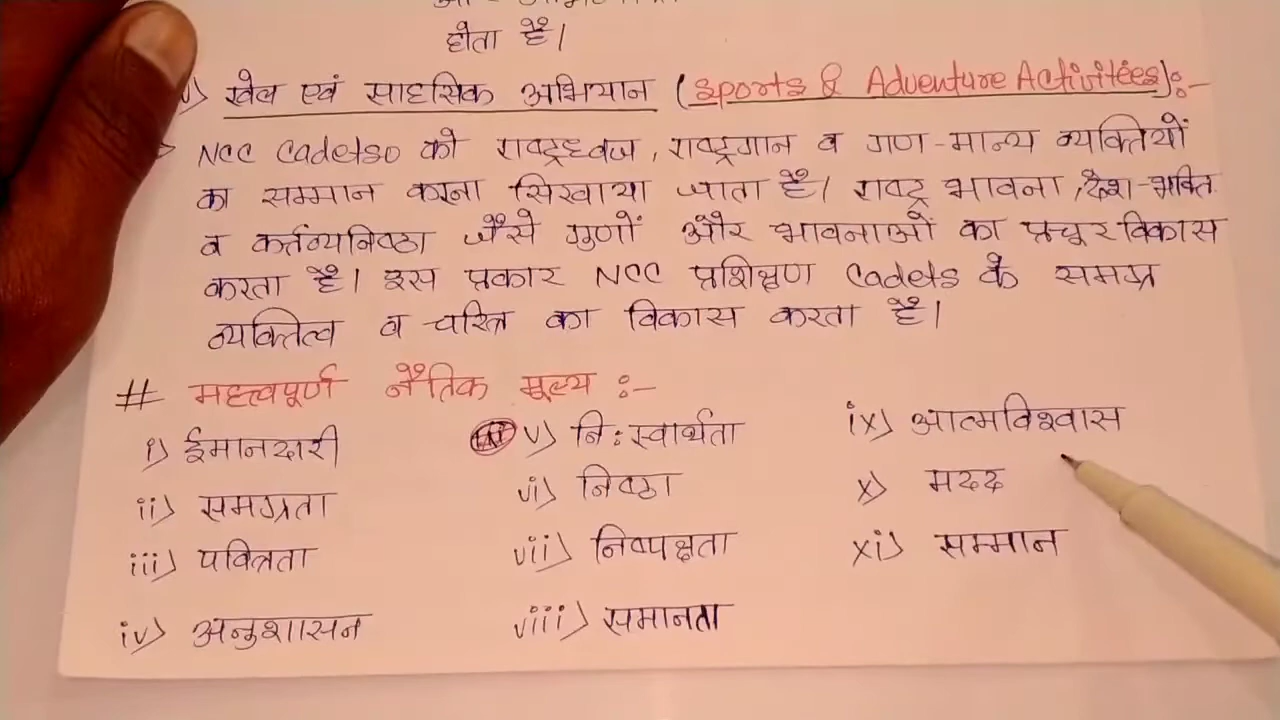 होता है।
v) खेल एवं साहसिक अभियान (Sports & Adventure Activitées):-
NCC Cadetso को राष्ट्रध्वज, राष्ट्रगान व गण-मान्य व्यक्तियों
का सम्मान करना सिखाया जाता है। राष्ट्र भावना, देश-भक्ति
व कर्तव्यनिष्ठा जैसे गुणों और भावनाओं का प्रचूर विकास
करता है। इस प्रकार NCC प्रशिक्षण Cadets के समग्र
व्यक्तित्व व चरित्र का विकास करता है।
# महत्त्वपूर्ण नैतिक मूल्य :-
i) ईमानदारी
ii) समग्रता
iii) पवित्रता
iv) अनुशासन
v) नि:स्वार्थता
vi) निष्ठा
vii) निष्पक्षता
viii) समानता
ix) आत्मविश्वास
x) मदद
xi) सम्मान